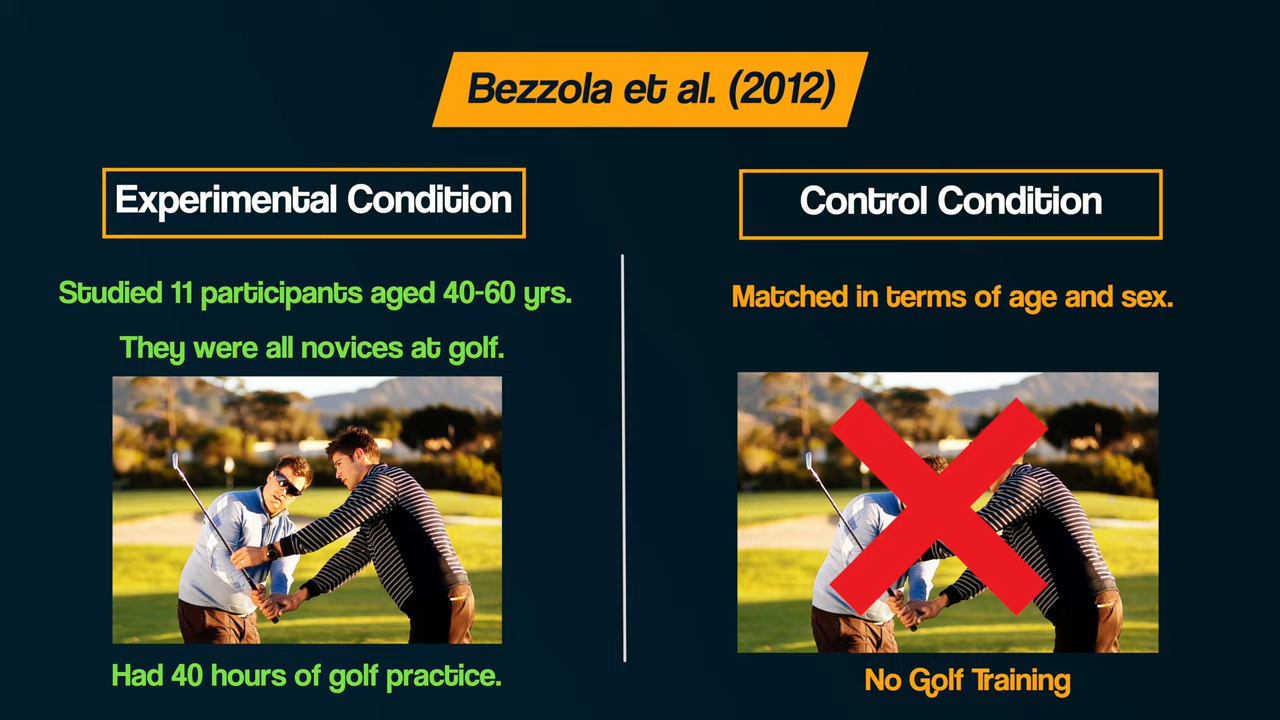 Bezzola et al. (2012)
Experimental Condition
Studied 11 participants aged 40-60 yrs.
They were all novices at golf.
Had 40 hours of golf practice.
Control Condition
Matched in terms of age and sex.
No Golf Training